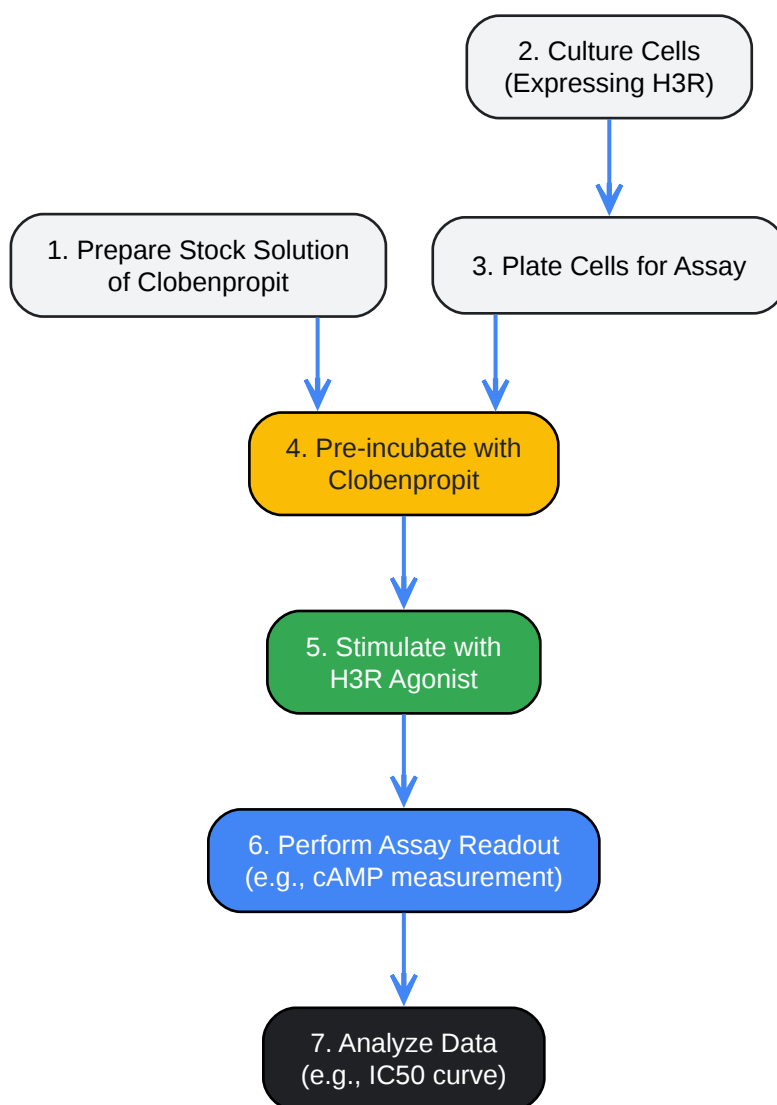 2. Culture Cells
(Expressing H3R)
1. Prepare Stock Solution
of Clobenpropit
3. Plate Cells for Assay
4. Pre-incubate with
Clobenpropit
5. Stimulate with
H3R Agonist
6. Perform Assay Readout
(e.g., cAMP measurement)
7. Analyze Data
(e.g., IC50 curve)